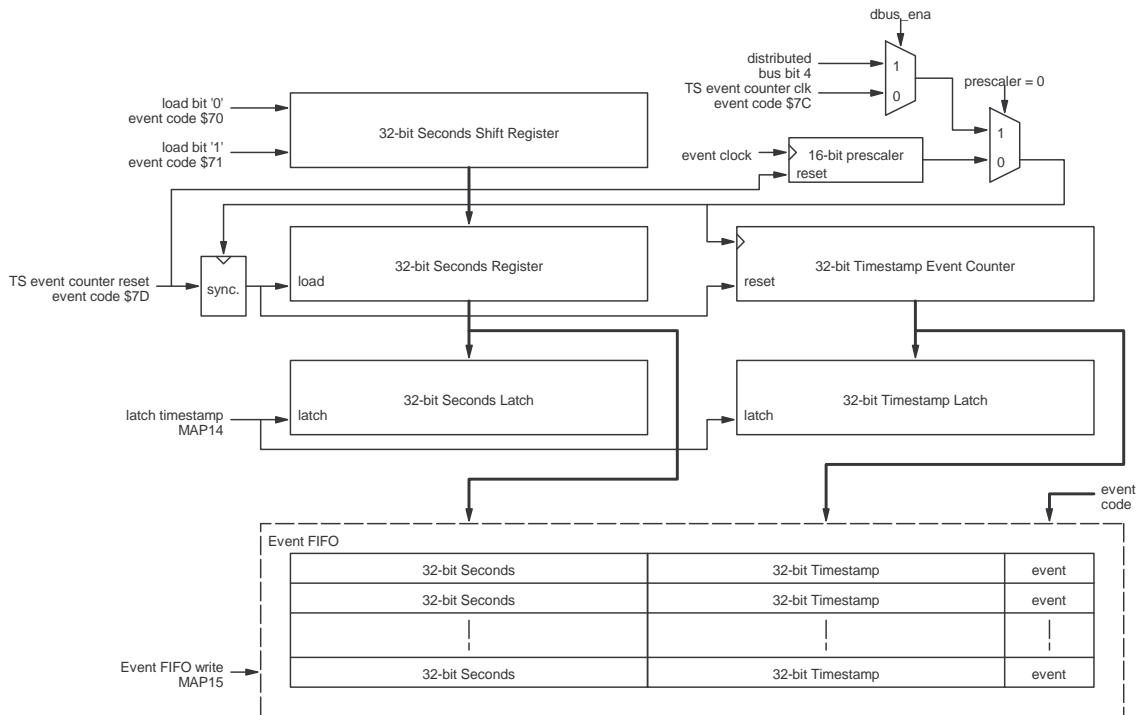 dbus_ena
distributed
bus bit 4
1
TS event counter clk
event code $7C
0
prescaler = 0
load bit '0'
event code $70
32-bit Seconds Shift Register
load bit '1'
event code $71
event clock
16-bit prescaler
reset
1
0
TS event counter reset
event code $7D
sync.
32-bit Seconds Register
load
32-bit Timestamp Event Counter
reset
latch timestamp
MAP14
32-bit Seconds Latch
latch
32-bit Timestamp Latch
latch
event
code
Event FIFO
32-bit Seconds 32-bit Timestamp event
32-bit Seconds 32-bit Timestamp event
Event FIFO write
MAP15
32-bit Seconds 32-bit Timestamp event